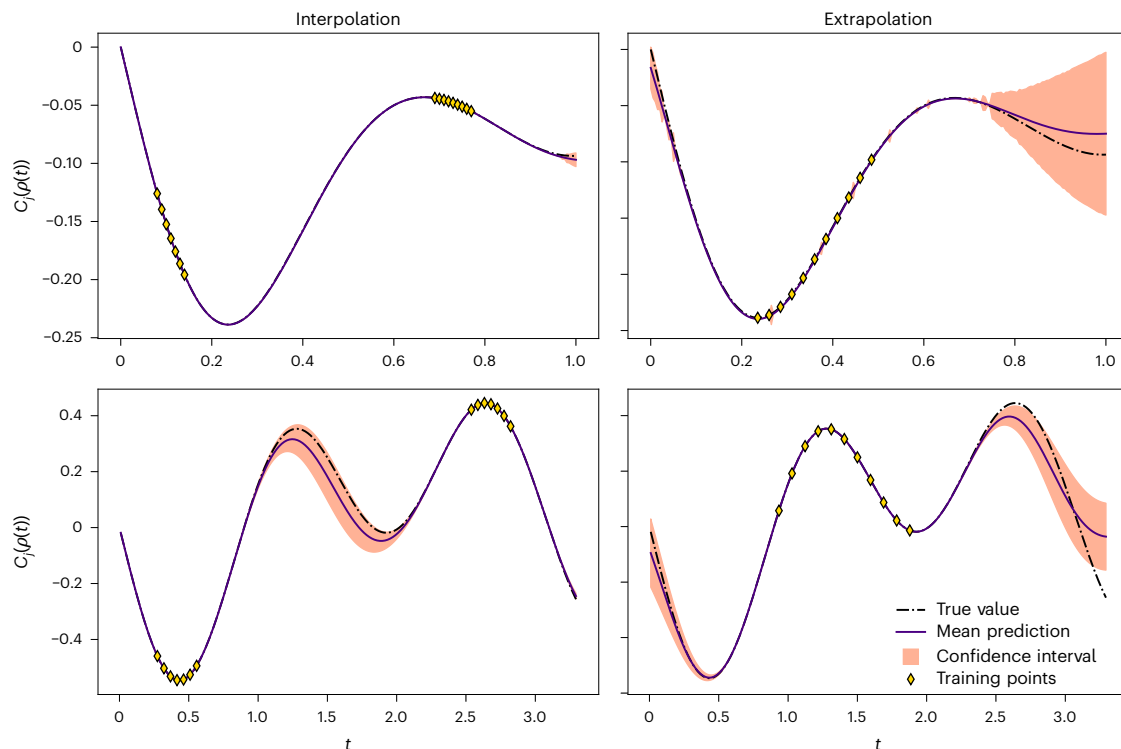 Interpolation
Extrapolation
0
−0.05
−0.10
−0.15
−0.20
−0.25
C_j(ρ(t))
0 0.2 0.4 0.6 0.8 1.0
0 0.2 0.4 0.6 0.8 1.0
0.4
0.2
0
−0.2
−0.4
C_j(ρ(t))
True value
Mean prediction
Confidence interval
Training points
0 0.5 1.0 1.5 2.0 2.5 3.0
0 0.5 1.0 1.5 2.0 2.5 3.0
t
t